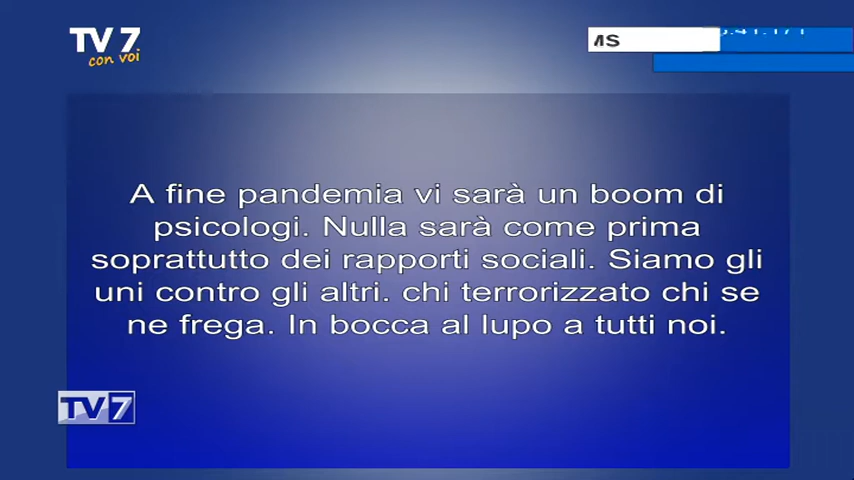 TV 7
con voi
MS
A fine pandemia vi sarà un boom di
psicologi. Nulla sarà come prima
soprattutto dei rapporti sociali. Siamo gli
uni contro gli altri. chi terrorizzato chi se
ne frega. In bocca al lupo a tutti noi.
TV7